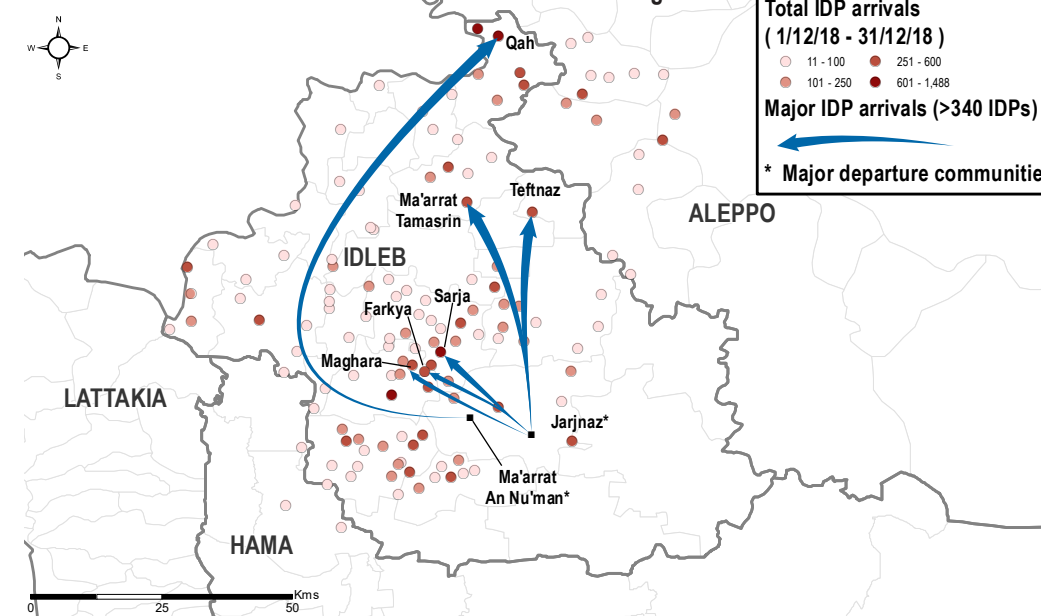 N
W
E
S
Qah
Total IDP arrivals
( 1/12/18 - 31/12/18 )
11 - 100
251 - 600
101 - 250
601 - 1,488
Major IDP arrivals (>340 IDPs)
* Major departure communitie
Ma'arrat
Tamasrin
Teftnaz
ALEPPO
IDLEB
Sarja
Farkya
Maghara
LATTAKIA
Jarjnaz*
Ma'arrat
An Nu'man*
HAMA
Kms
0
25
50